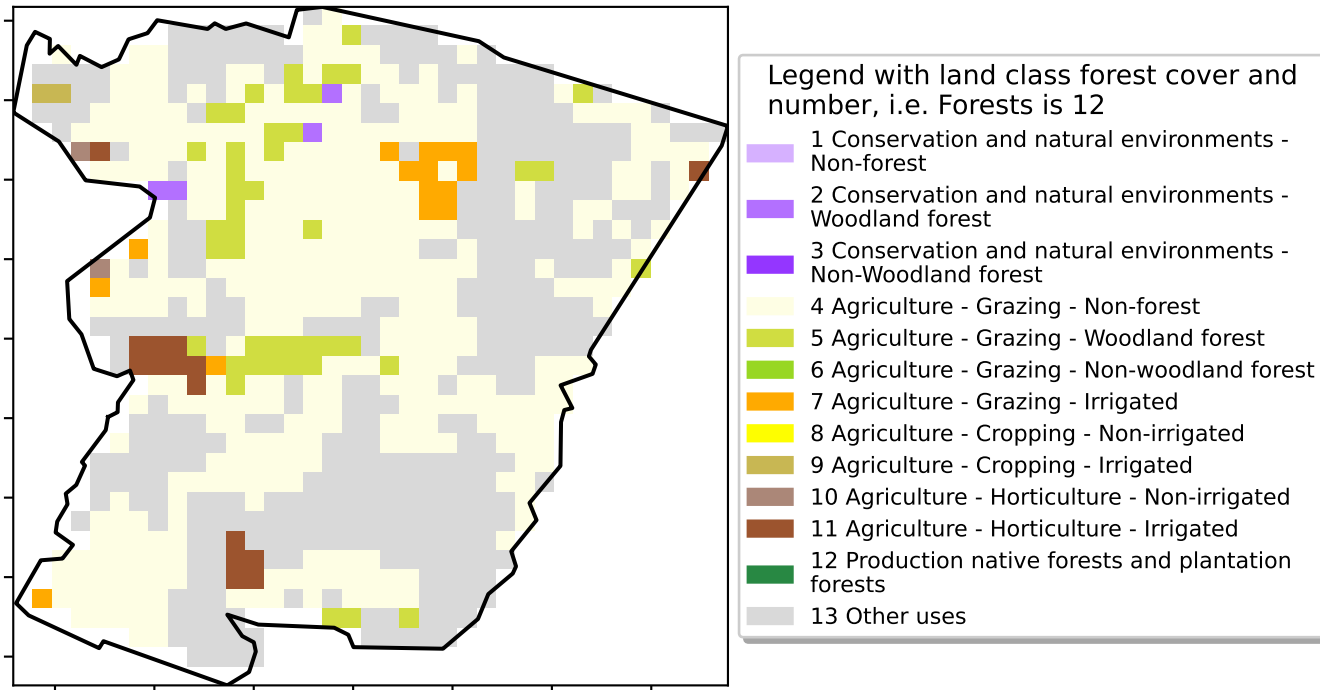 Legend with land class forest cover and
number, i.e. Forests is 12
1 Conservation and natural environments -
Non-forest
2 Conservation and natural environments -
Woodland forest
3 Conservation and natural environments -
Non-Woodland forest
4 Agriculture - Grazing - Non-forest
5 Agriculture - Grazing - Woodland forest
6 Agriculture - Grazing - Non-woodland forest
7 Agriculture - Grazing - Irrigated
8 Agriculture - Cropping - Non-irrigated
9 Agriculture - Cropping - Irrigated
10 Agriculture - Horticulture - Non-irrigated
11 Agriculture - Horticulture - Irrigated
12 Production native forests and plantation
forests
13 Other uses